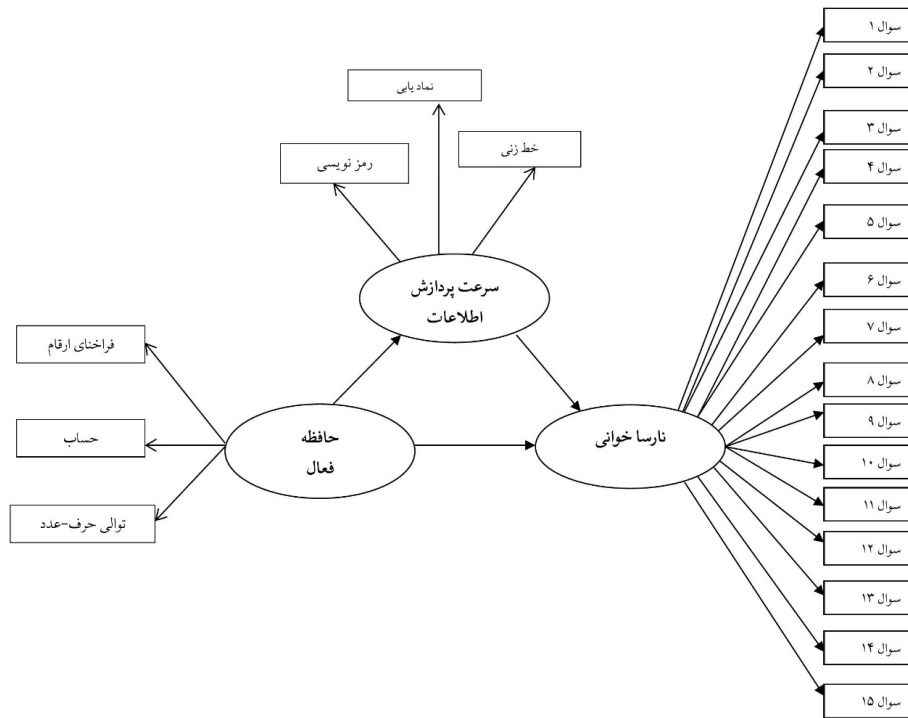 سوال ۱
سوال ۲
سوال ۳
سوال ۴
سوال ۵
سوال ۶
سوال ۷
سوال ۸
سوال ۹
سوال ۱۰
سوال ۱۱
سوال ۱۲
سوال ۱۳
سوال ۱۴
سوال ۱۵
نماد یابی
خط زنی
رمز نویسی
سرعت پردازش
اطلاعات
نارسا خوانی
حافظه
فعال
فراخنای ارقام
حساب
توالی حرف-عدد